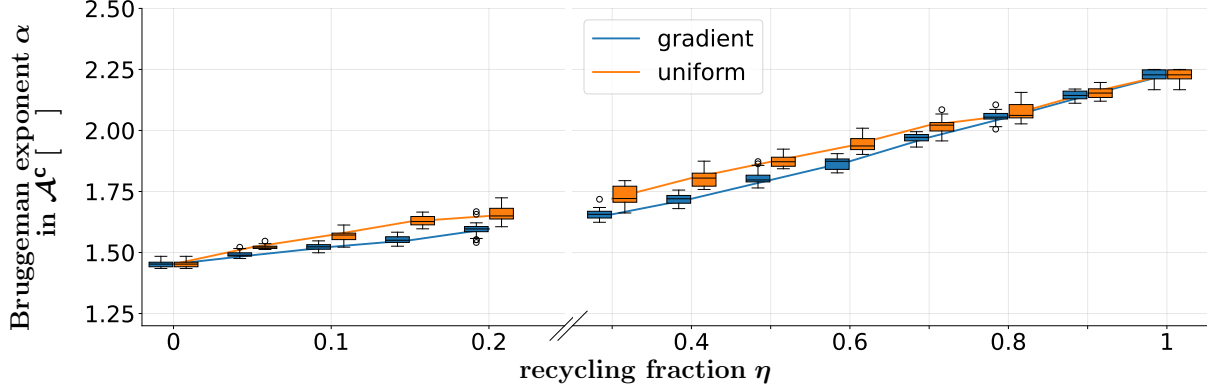 Bruggeman exponent α
in 𝓐ᶜ [ ]
2.50
2.25
2.00
1.75
1.50
1.25
gradient
uniform
0 0.1 0.2 0.4 0.6 0.8 1
recycling fraction η